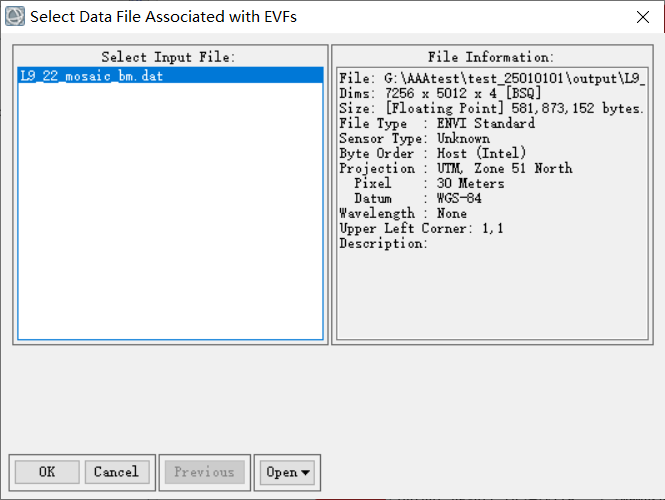 Select Data File Associated with EVFs
Select Input File:
L9_22_mosaic_bm.dat
File Information:
File: G:\AAAtest\test_25010101\output\L9_
Dims: 7256 x 5012 x 4 [BSQ]
Size: [Floating Point] 581,873,152 bytes.
File Type  : ENVI Standard
Sensor Type: Unknown
Byte Order : Host (Intel)
Projection : UTM, Zone 51 North
  Pixel    : 30 Meters
  Datum    : WGS-84
Wavelength : None
Upper Left Corner: 1,1
Description:
OK
Cancel
Previous
Open